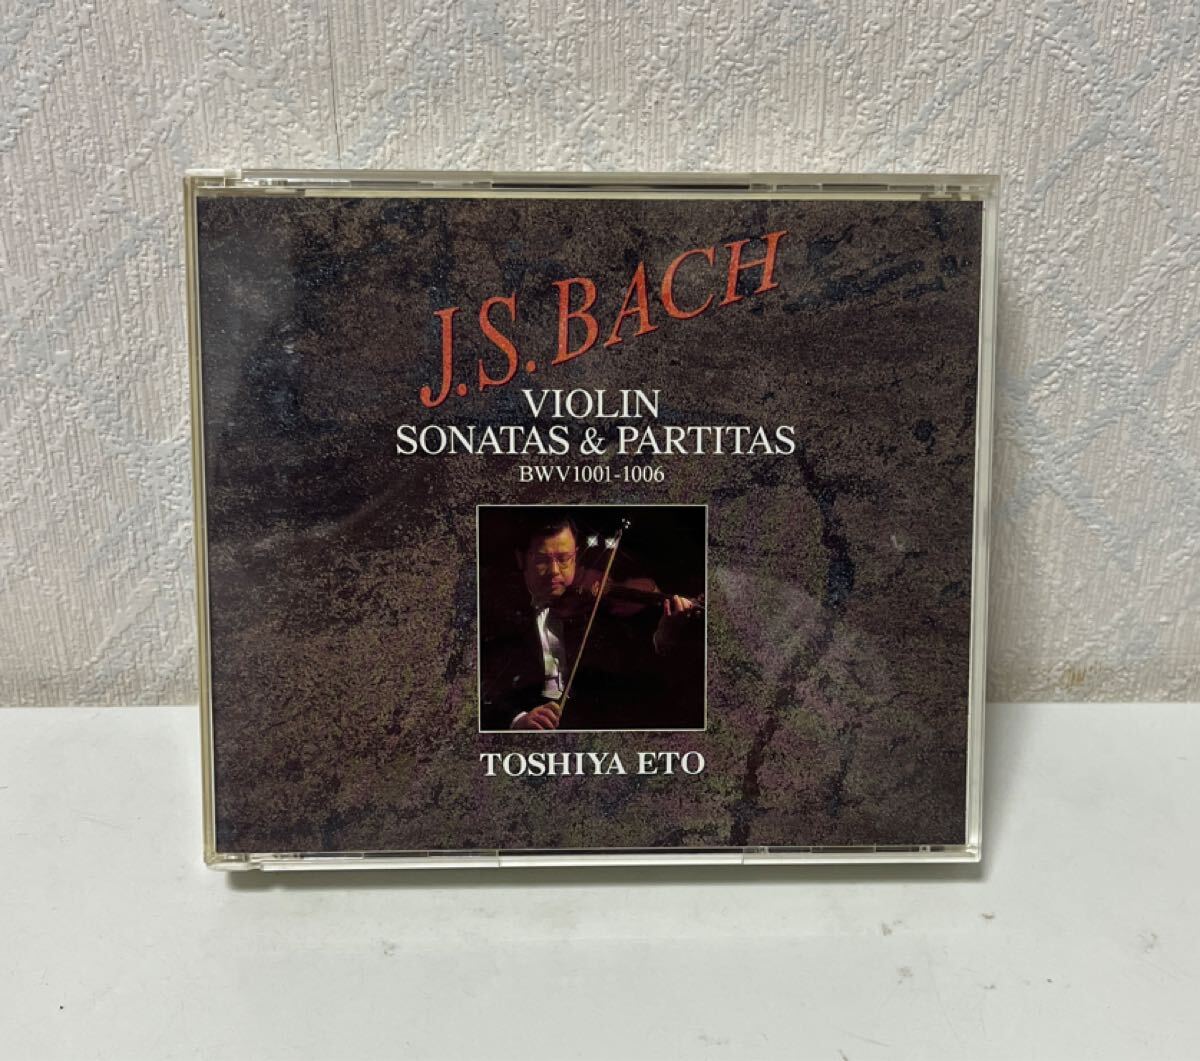 J.S.BACH
VIOLIN
SONATAS & PARTITAS
BWV1001-1006
TOSHIYA ETO